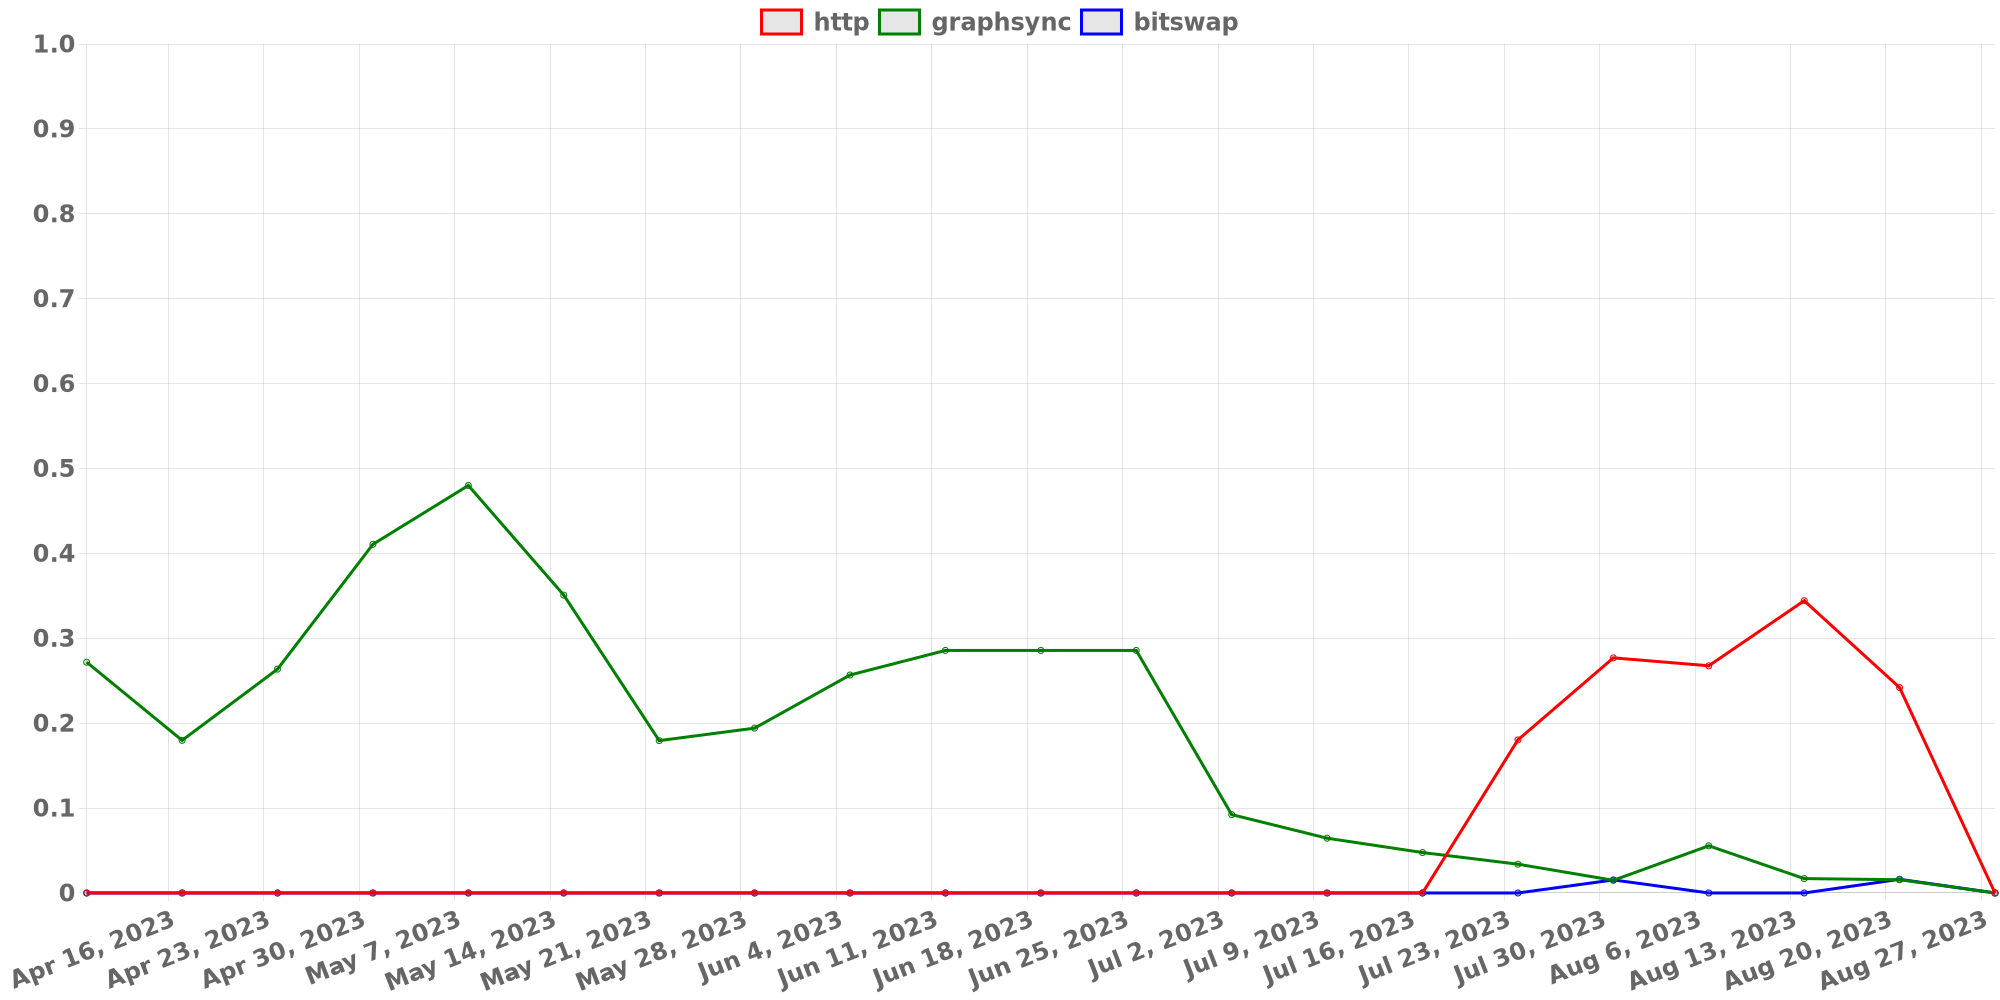 http graphsync bitswap
1.0
0.9
0.8
0.7
0.6
0.5
0.4
0.3
0.2
0.1
0
Apr 16, 2023
Apr 23, 2023
Apr 30, 2023
May 7, 2023
May 14, 2023
May 21, 2023
May 28, 2023
Jun 4, 2023
Jun 11, 2023
Jun 18, 2023
Jun 25, 2023
Jul 2, 2023
Jul 9, 2023
Jul 16, 2023
Jul 23, 2023
Jul 30, 2023
Aug 6, 2023
Aug 13, 2023
Aug 20, 2023
Aug 27, 2023